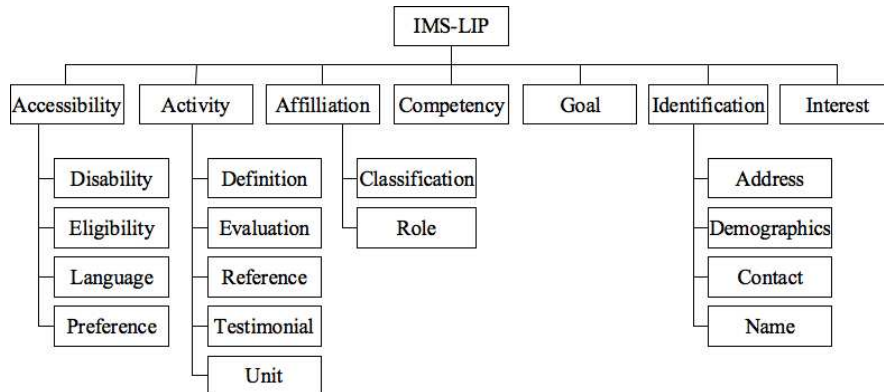 IMS-LIP
Accessibility
Activity
Affilliation
Competency
Goal
Identification
Interest
Disability
Eligibility
Language
Preference
Definition
Evaluation
Reference
Testimonial
Unit
Classification
Role
Address
Demographics
Contact
Name